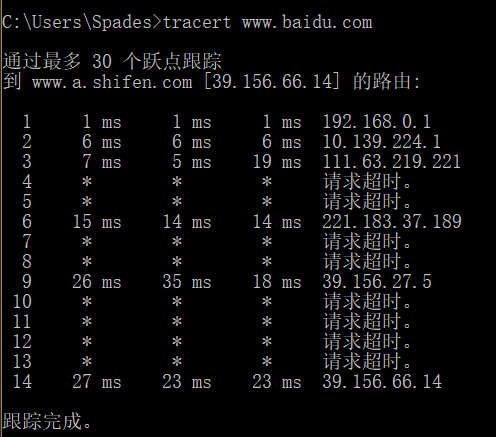 C:\Users\Spades>tracert www.baidu.com
通过最多 30 个跃点跟踪
到 www.a.shifen.com [39.156.66.14] 的路由:
1 1 ms 1 ms 1 ms 192.168.0.1
2 6 ms 6 ms 6 ms 10.139.224.1
3 7 ms 5 ms 19 ms 111.63.219.221
4 * * * 请求超时。
5 * * * 请求超时。
6 15 ms 14 ms 14 ms 221.183.37.189
7 * * * 请求超时。
8 * * * 请求超时。
9 26 ms 35 ms 18 ms 39.156.27.5
10 * * * 请求超时。
11 * * * 请求超时。
12 * * * 请求超时。
13 * * * 请求超时。
14 27 ms 23 ms 23 ms 39.156.66.14
跟踪完成。